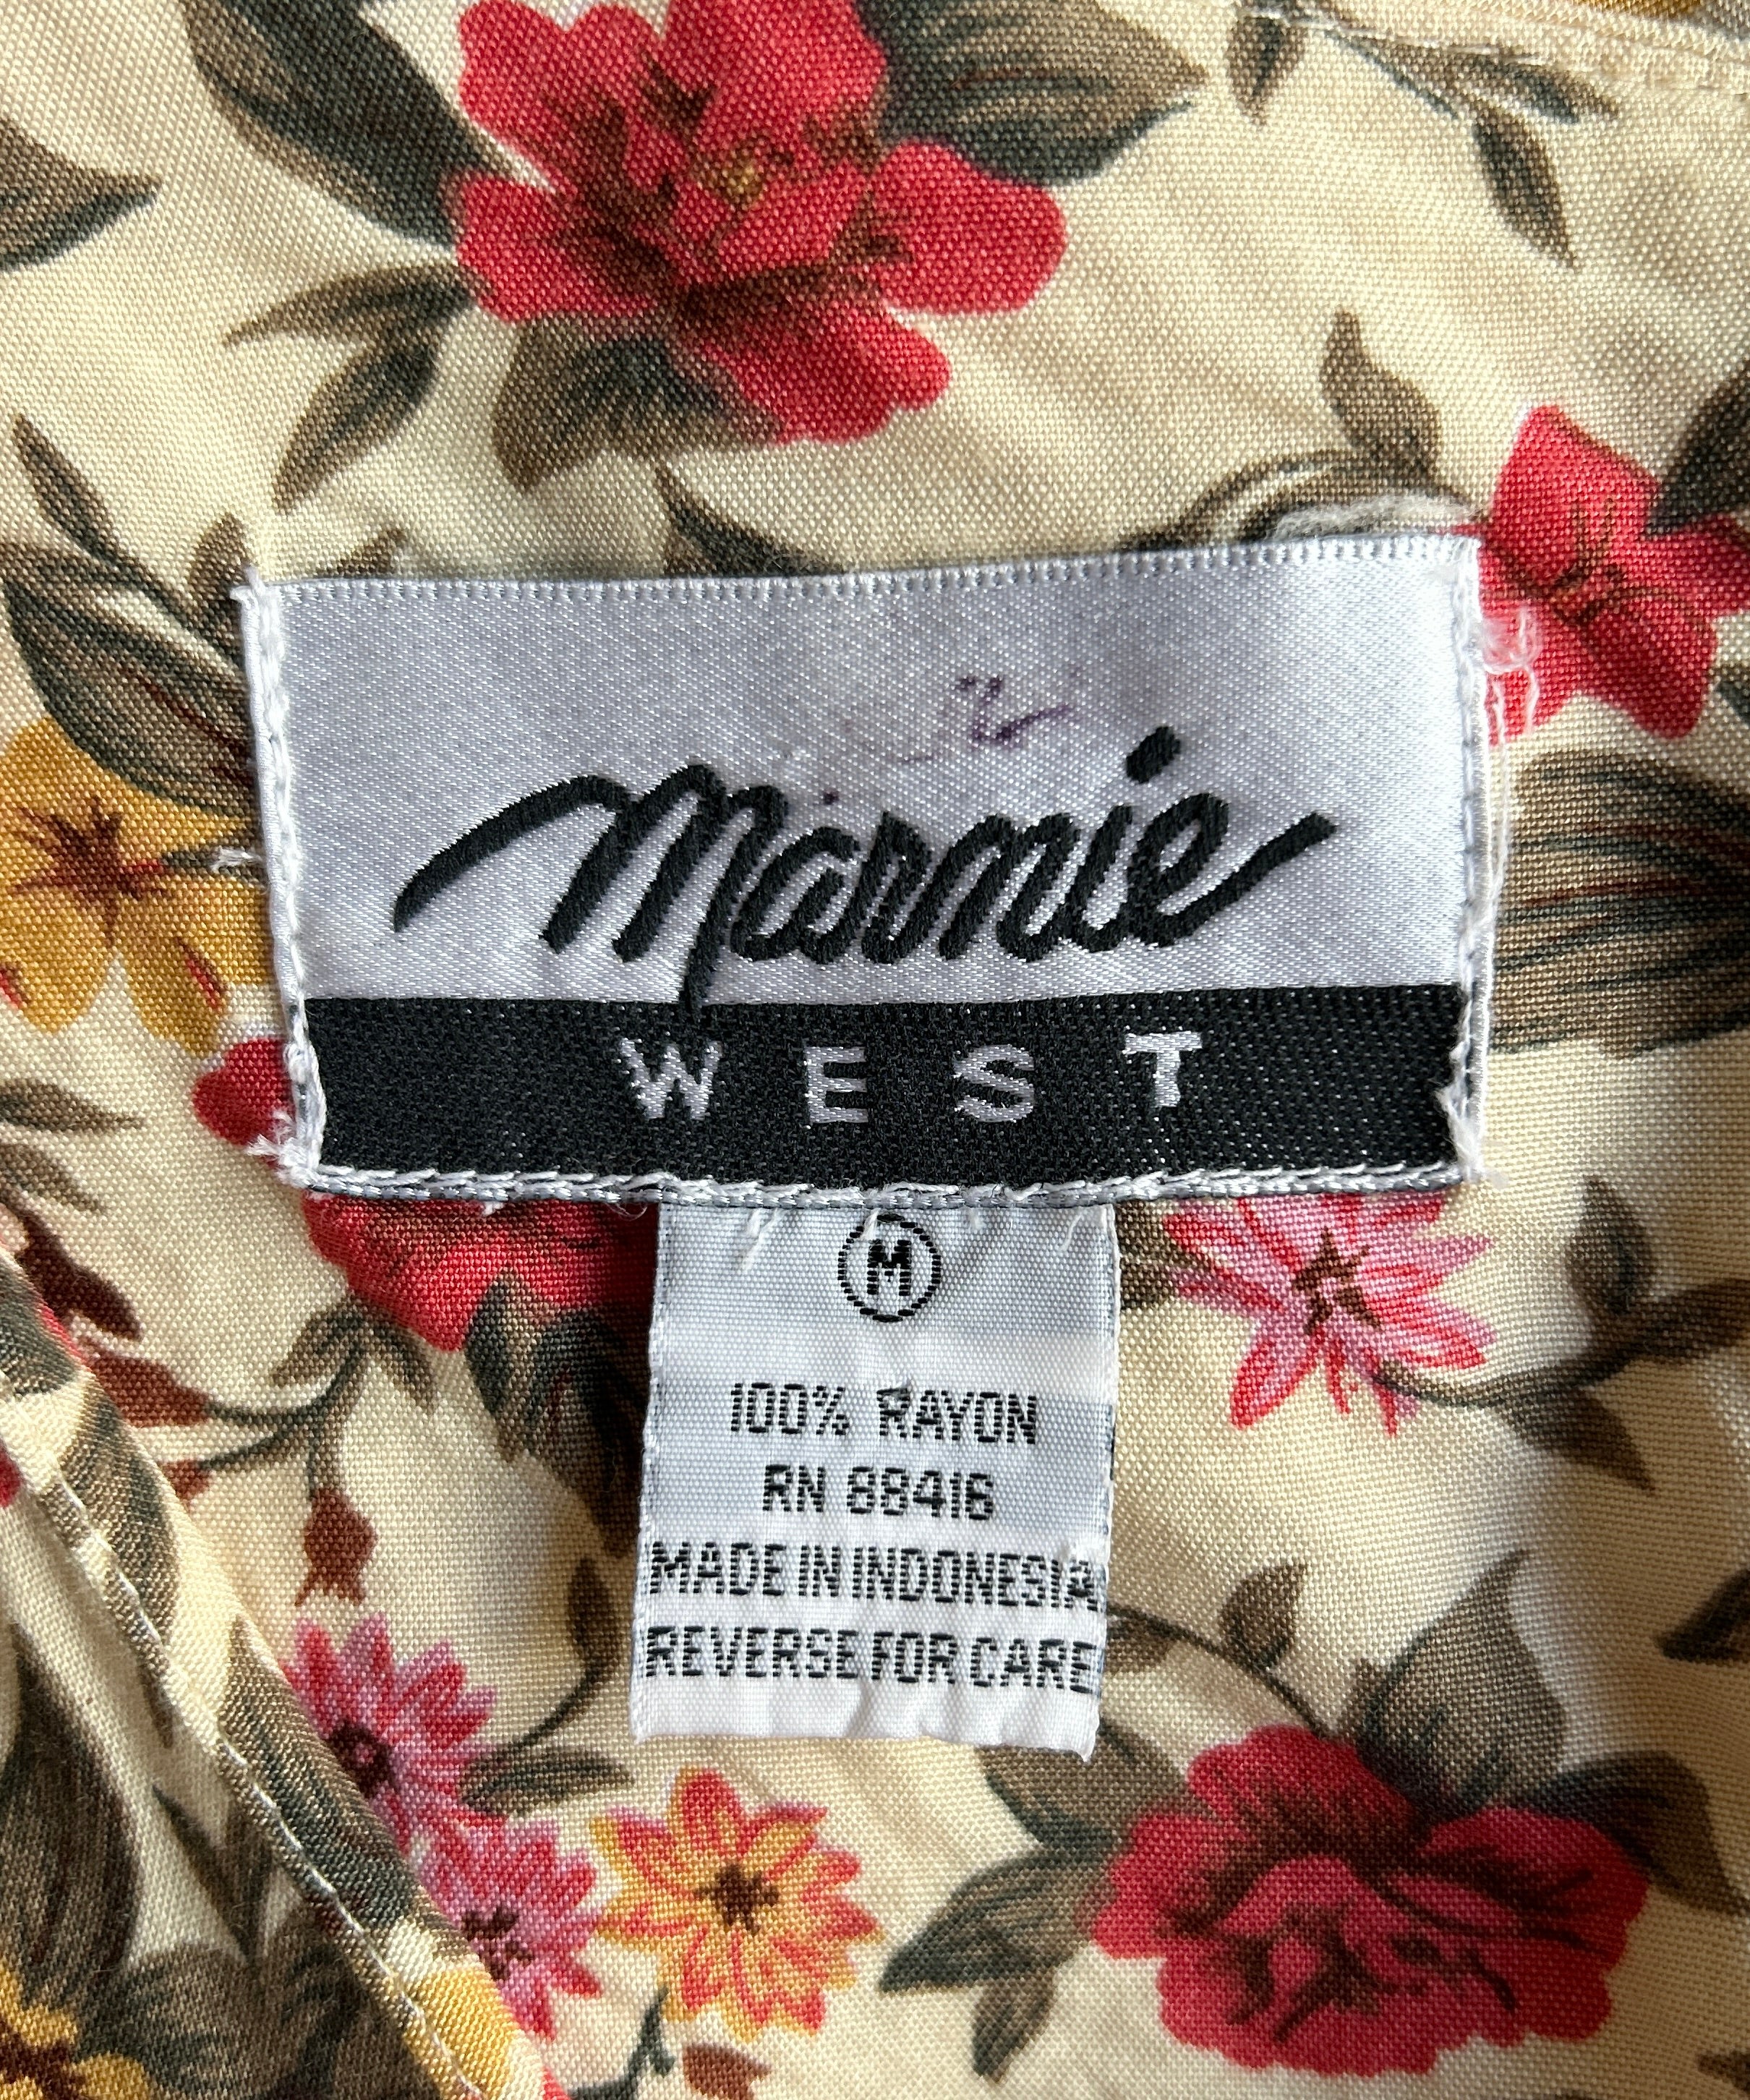 Marnie
WEST
M
100% RAYON
RN 88416
MADE IN INDONESIA
REVERSE FOR CARE